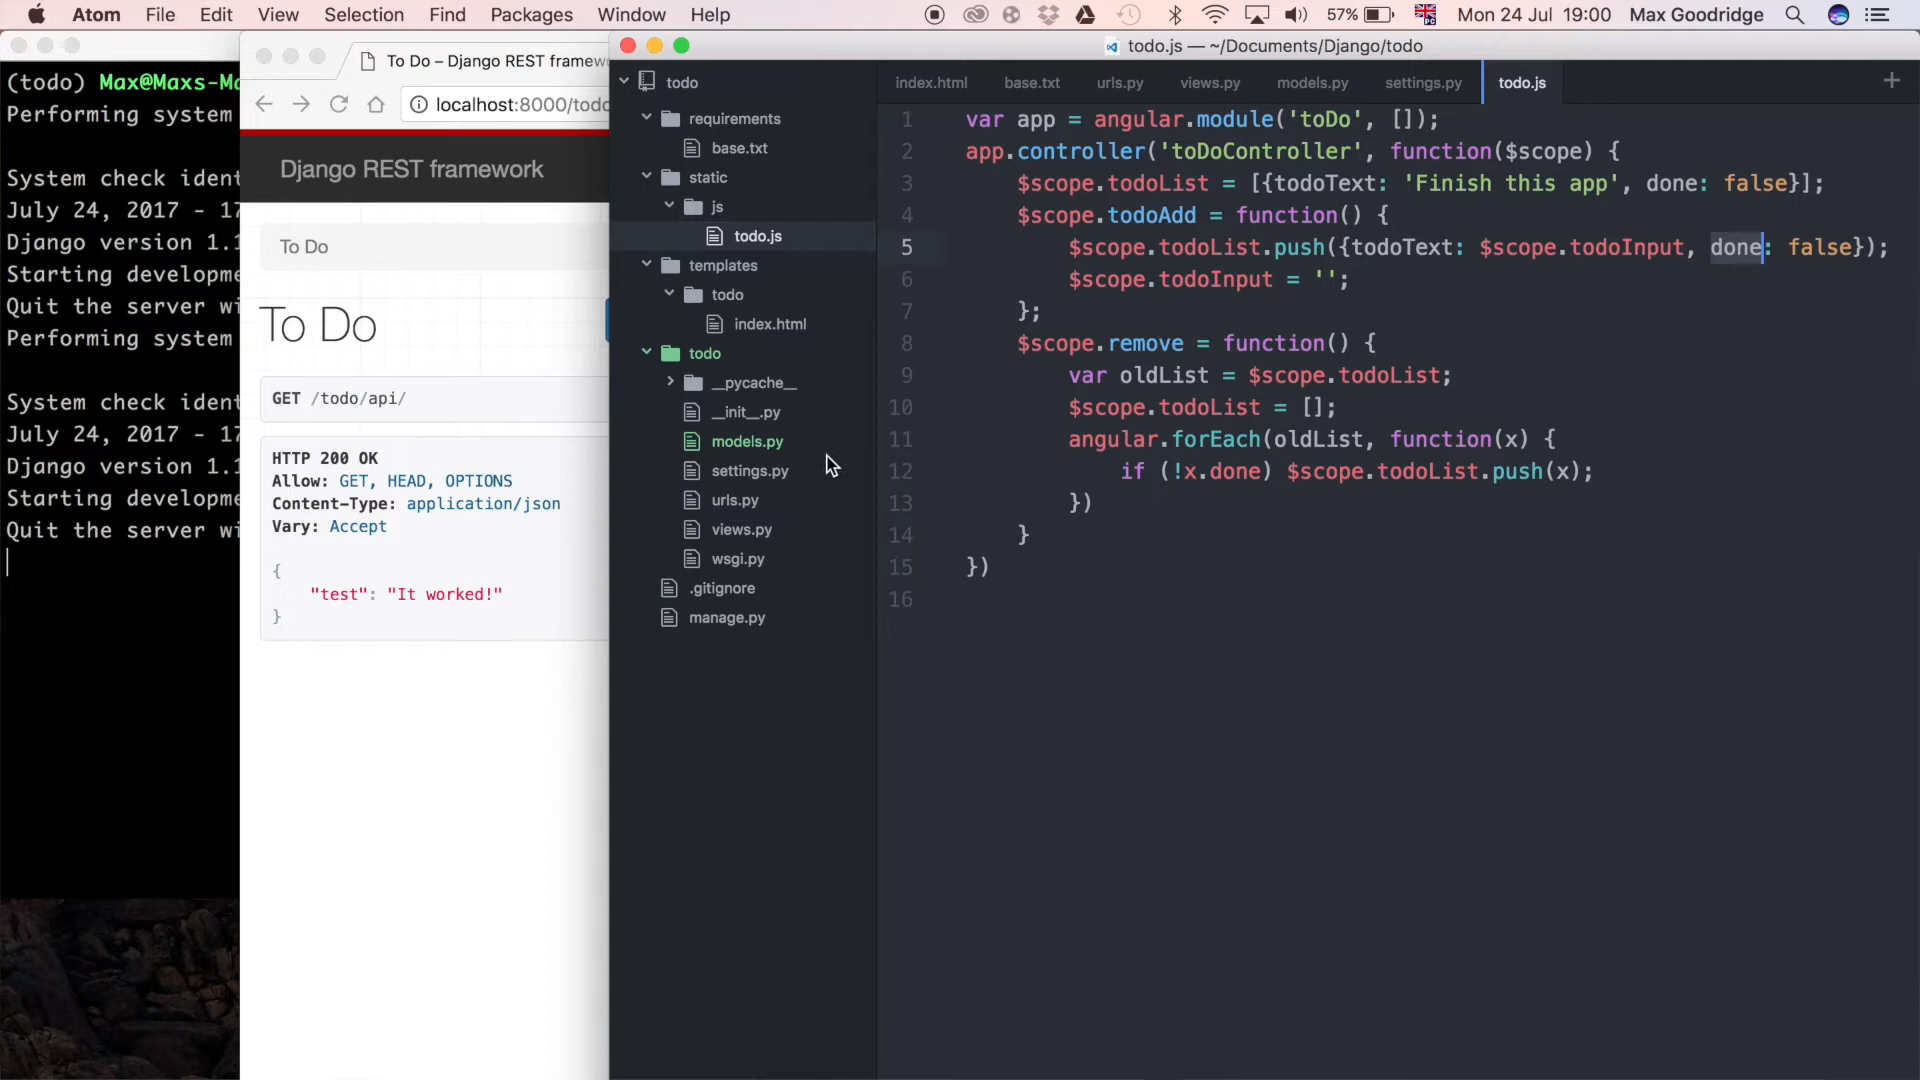 Atom File Edit View Selection Find Packages Window Help 57% Mon 24 Jul 19:00 Max Goodridge
(todo) Max@Maxs-Ma
Performing system
System check ident
July 24, 2017 - 17
Django version 1.1
Starting developme
Quit the server wi
Performing system
System check ident
July 24, 2017 - 17
Django version 1.1
Starting developme
Quit the server wi
To Do – Django REST framew
localhost:8000/todo
Django REST framework
To Do
To Do
GET /todo/api/
HTTP 200 OK
Allow: GET, HEAD, OPTIONS
Content-Type: application/json
Vary: Accept
{
"test": "It worked!"
}
todo.js — ~/Documents/Django/todo
todo
requirements
base.txt
static
js
todo.js
templates
todo
index.html
todo
__pycache__
__init__.py
models.py
settings.py
urls.py
views.py
wsgi.py
.gitignore
manage.py
index.html base.txt urls.py views.py models.py settings.py todo.js
1 var app = angular.module('toDo', []);
2 app.controller('toDoController', function($scope) {
3 $scope.todoList = [{todoText: 'Finish this app', done: false}];
4 $scope.todoAdd = function() {
5 $scope.todoList.push({todoText: $scope.todoInput, done: false});
6 $scope.todoInput = '';
7 };
8 $scope.remove = function() {
9 var oldList = $scope.todoList;
10 $scope.todoList = [];
11 angular.forEach(oldList, function(x) {
12 if (!x.done) $scope.todoList.push(x);
13 })
14 }
15 })
16